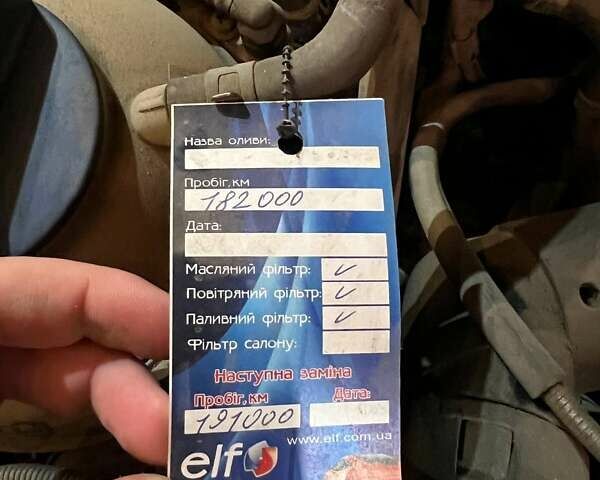 Назва оливи:
Пробіг,км
182000
Дата:
Масляний фільтр: ✓
Повітряний фільтр: ✓
Паливний фільтр: ✓
Фільтр салону:
Наступна заміна
Пробіг,км Дата:
191000
www.elf.com.ua
elf